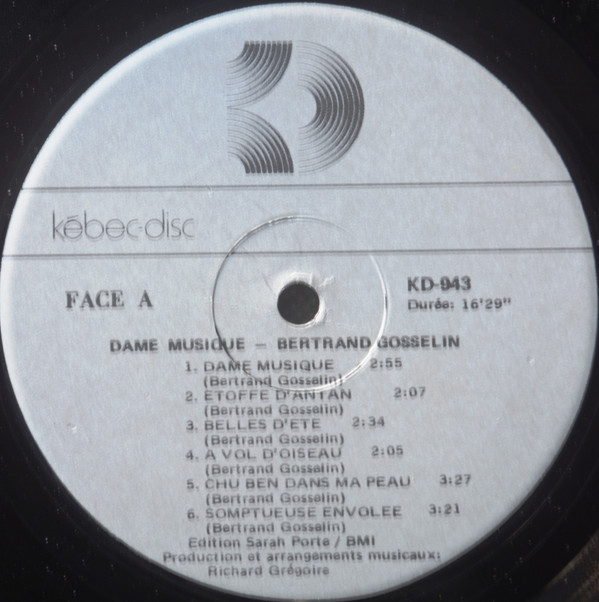 kébec-disc
FACE A
KD-943
Durée: 16'29"
DAME MUSIQUE — BERTRAND GOSSELIN
1. DAME MUSIQUE 2:55
(Bertrand Gosselin)
2. ETOFFE D'ANTAN 2:07
(Bertrand Gosselin)
3. BELLES D'ETE 2:34
(Bertrand Gosselin)
4. A VOL D'OISEAU 2:05
(Bertrand Gosselin)
5. CHU BEN DANS MA PEAU 3:27
(Bertrand Gosselin)
6. SOMPTUEUSE ENVOLEE 3:21
(Bertrand Gosselin)
Edition Sarah Porte / BMI
Production et arrangements musicaux:
Richard Grégoire